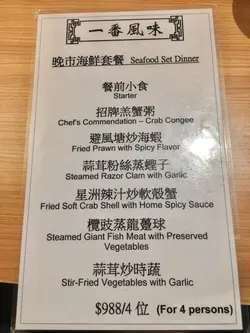 一番風味
晚市海鮮套餐 Seafood Set Dinner
餐前小食
Starter
招牌羔蟹粥
Chef's Commendation – Crab Congee
避風塘炒海蝦
Fried Prawn with Spicy Flavor
蒜茸粉絲蒸蟶子
Steamed Razor Clam with Garlic
星洲辣汁炒軟殼蟹
Fried Soft Crab Shell with Home Spicy Sauce
欖豉蒸龍躉球
Steamed Giant Fish Meat with Preserved
Vegetables
蒜茸炒時蔬
Stir-Fried Vegetables with Garlic
$988/4 位 (For 4 persons)